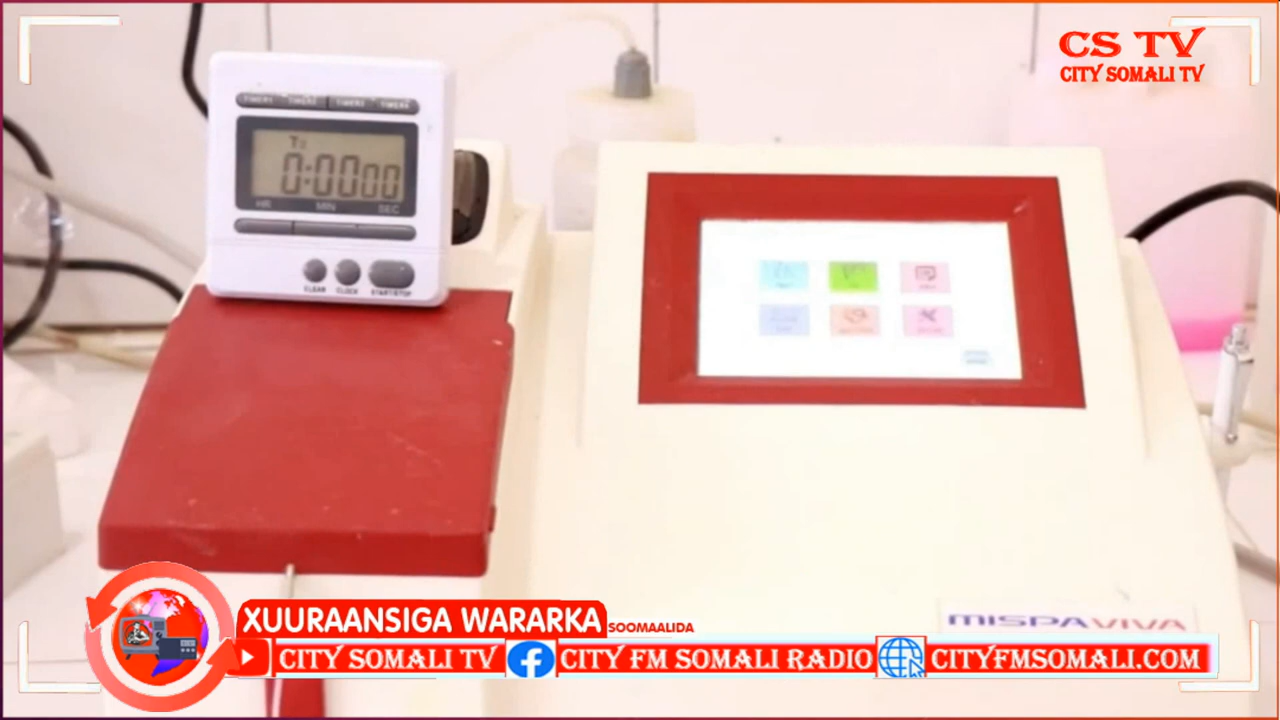 CS TV
CITY SOMALI TV
TIMER1 TIMER2 TIMER3 TIMER4
T2
0:00 00
HR MIN SEC
CLEAR CLOCK START/STOP
XUURAANSIGA WARARKA
SOOMAALIDA
MISPAVIVA
CITY SOMALI TV
CITY FM SOMALI RADIO
CITYFMSOMALI.COM